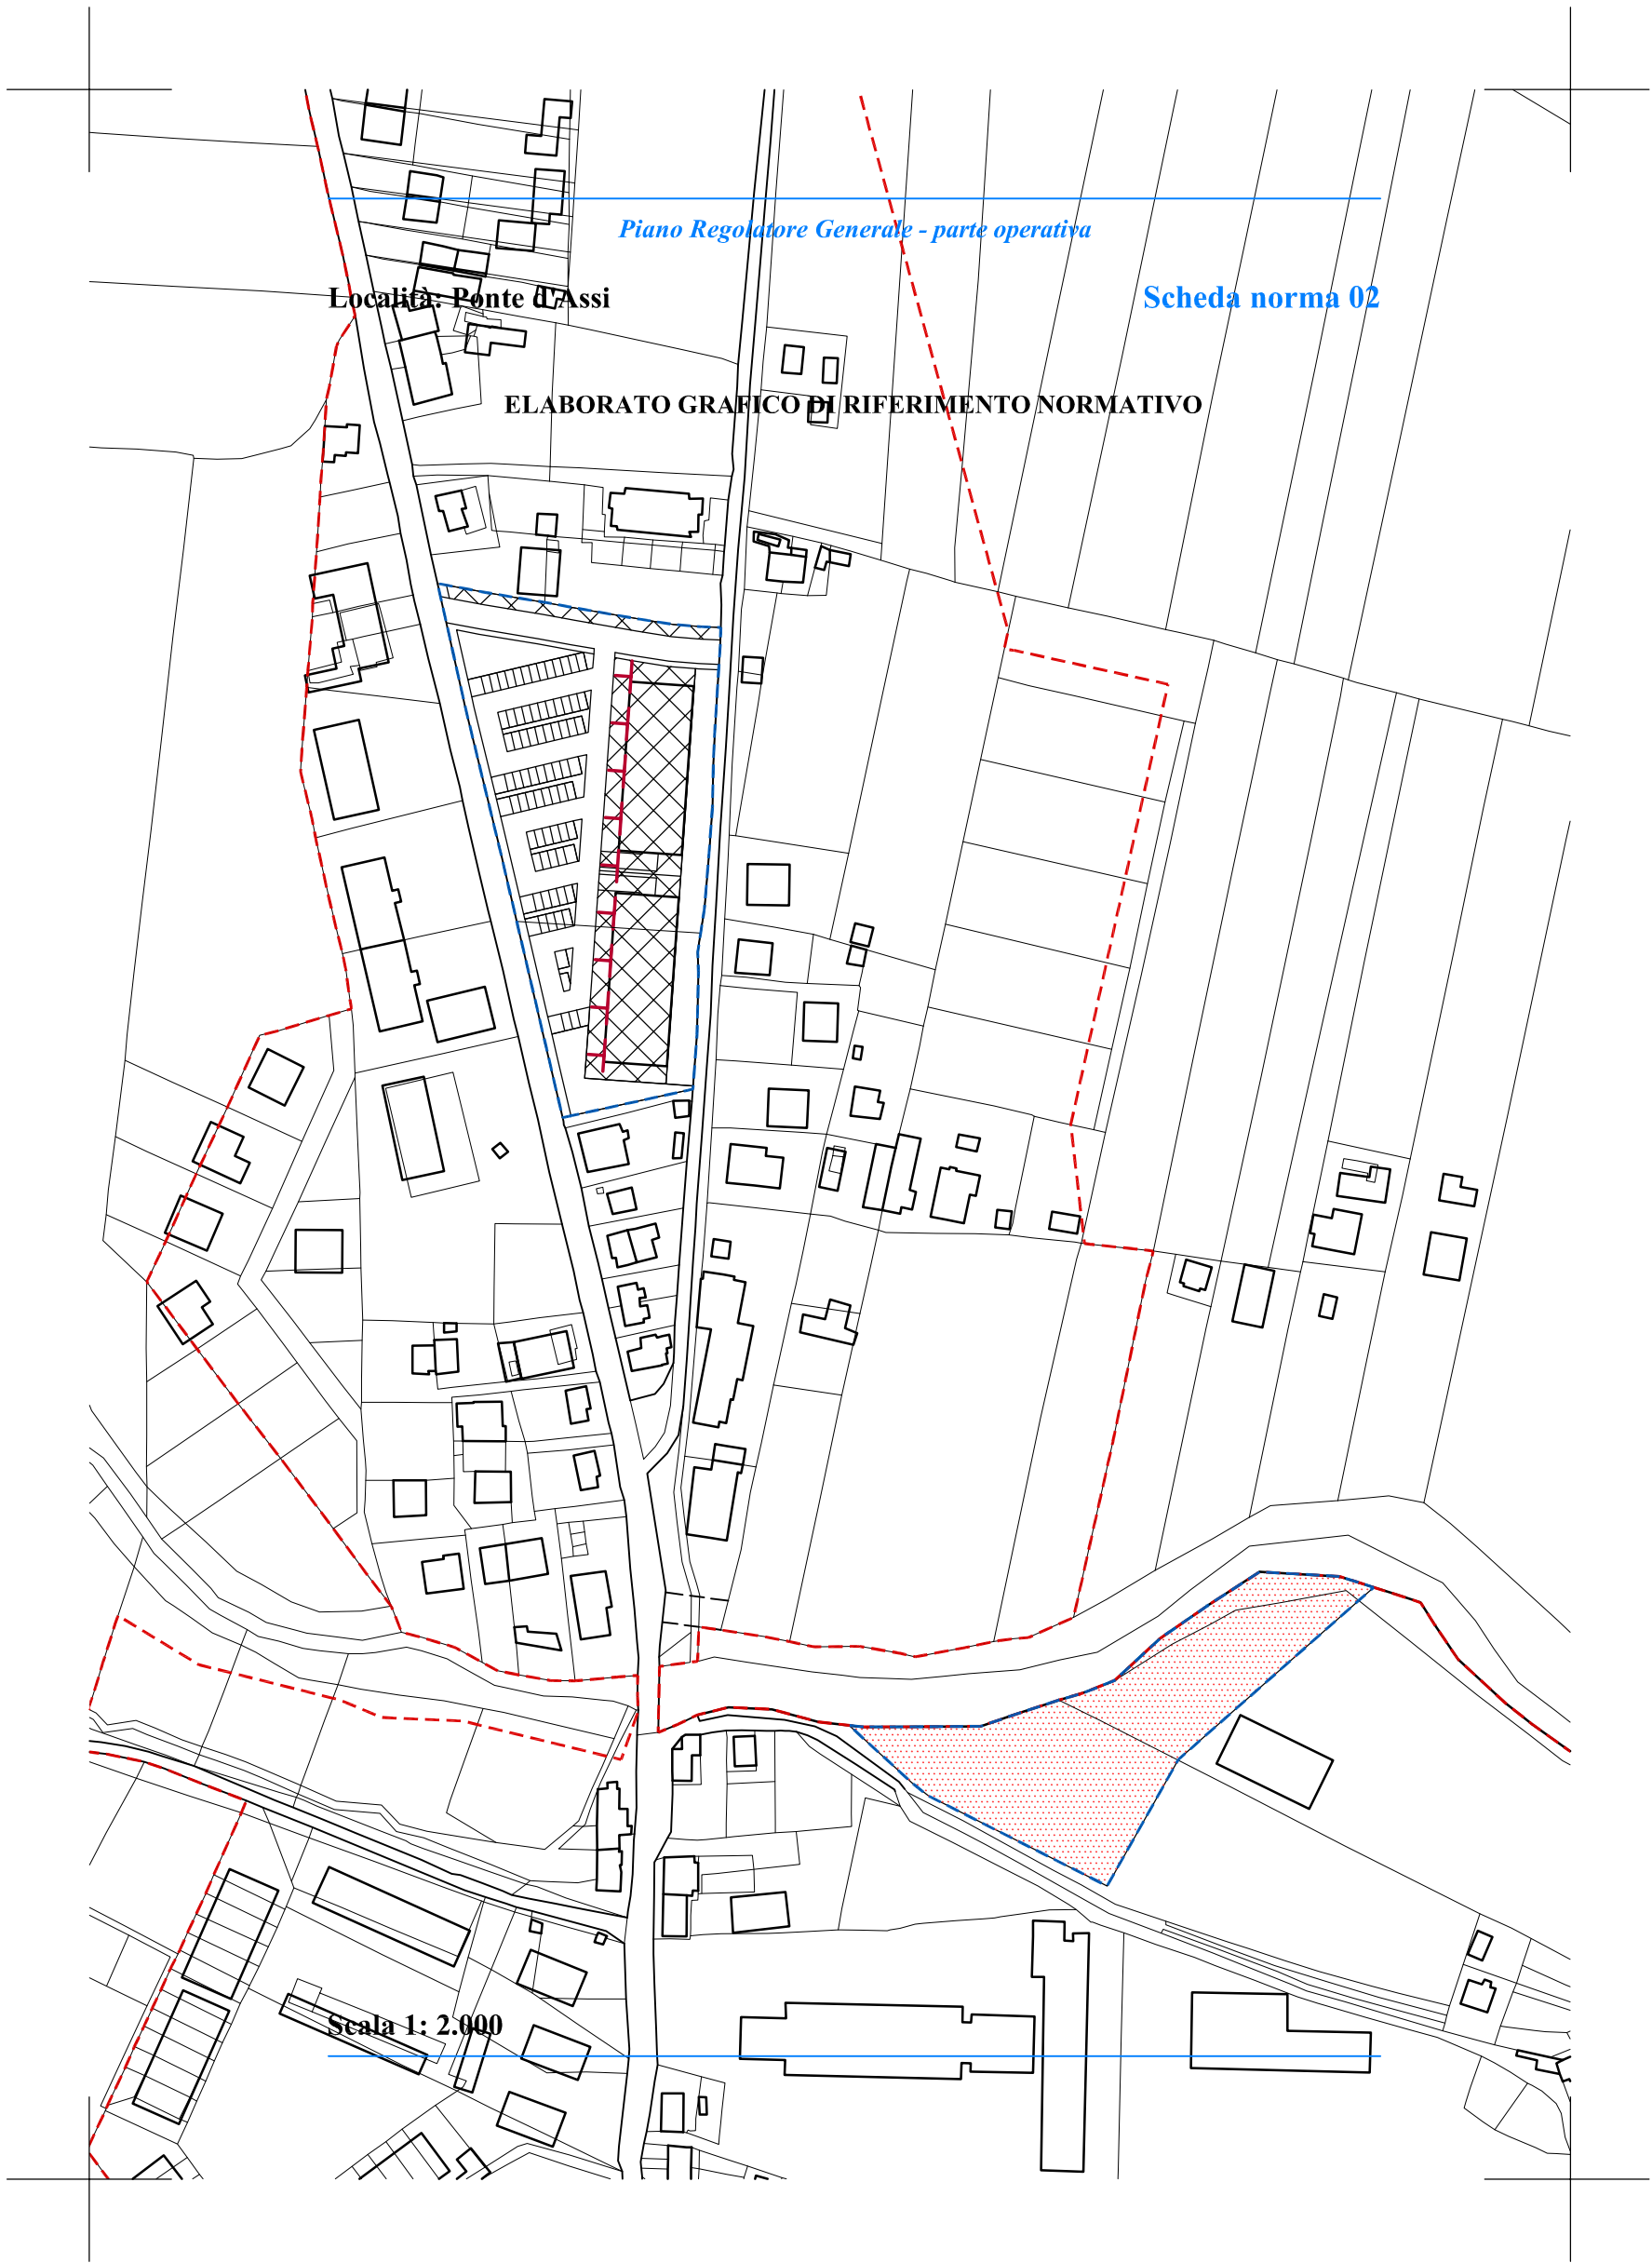 Piano Regolatore Generale - parte operativa
Località: Ponte d'Assi
Scheda norma 02
ELABORATO GRAFICO DI RIFERIMENTO NORMATIVO
Scala 1: 2.000